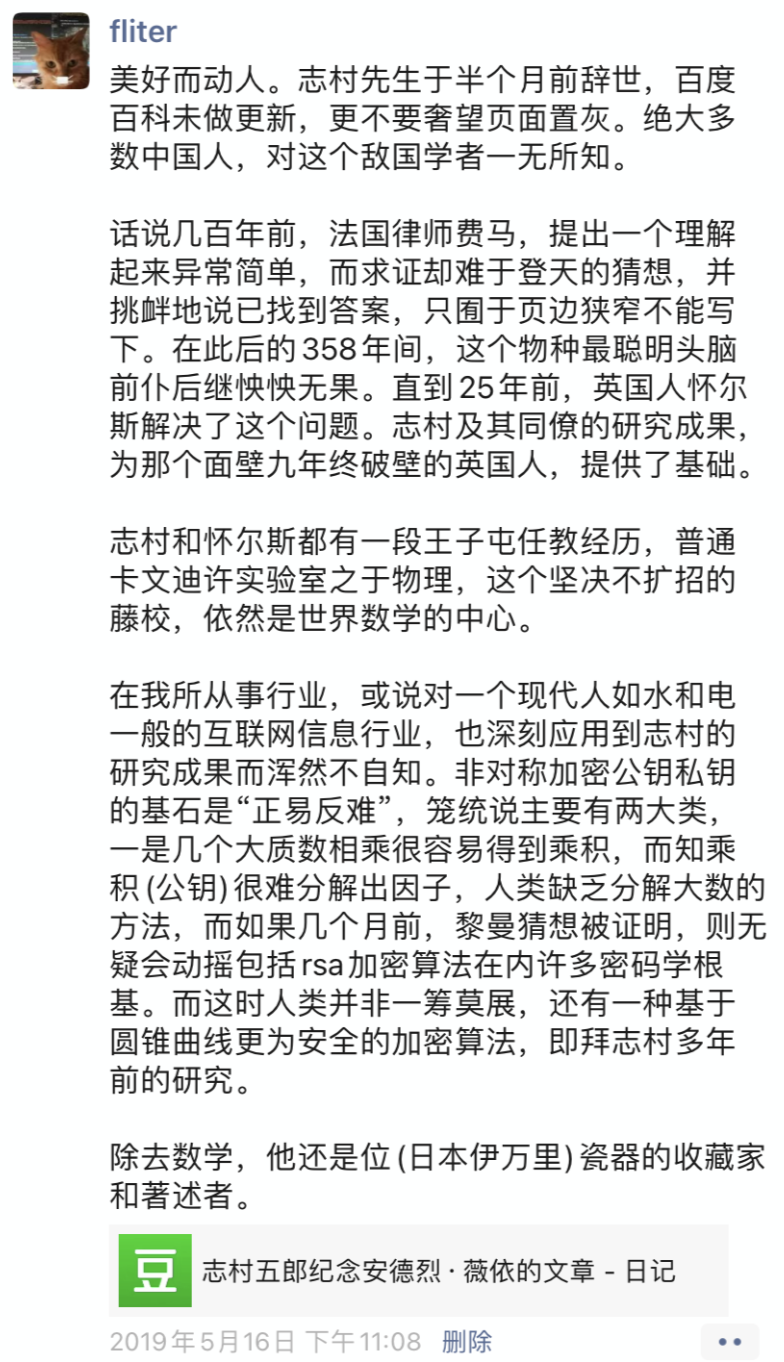 fliter
美好而动人。志村先生于半个月前辞世，百度
百科未做更新，更不要奢望页面置灰。绝大多
数中国人，对这个敌国学者一无所知。
话说几百年前，法国律师费马，提出一个理解
起来异常简单，而求证却难于登天的猜想，并
挑衅地说已找到答案，只囿于页边狭窄不能写
下。在此后的358年间，这个物种最聪明头脑
前仆后继怏怏无果。直到25年前，英国人怀尔
斯解决了这个问题。志村及其同僚的研究成果，
为那个面壁九年终破壁的英国人，提供了基础。
志村和怀尔斯都有一段王子屯任教经历，普通
卡文迪许实验室之于物理，这个坚决不扩招的
藤校，依然是世界数学的中心。
在我所从事行业，或说对一个现代人如水和电
一般的互联网信息行业，也深刻应用到志村的
研究成果而浑然不自知。非对称加密公钥私钥
的基石是“正易反难”，笼统说主要有两大类，
一是几个大质数相乘很容易得到乘积，而知乘
积(公钥)很难分解出因子，人类缺乏分解大数的
方法，而如果几个月前，黎曼猜想被证明，则无
疑会动摇包括rsa加密算法在内许多密码学根
基。而这时人类并非一筹莫展，还有一种基于
圆锥曲线更为安全的加密算法，即拜志村多年
前的研究。
除去数学，他还是位(日本伊万里)瓷器的收藏家
和著述者。
豆 志村五郎纪念安德烈·薇依的文章 - 日记
2019年5月16日 下午11:08 删除